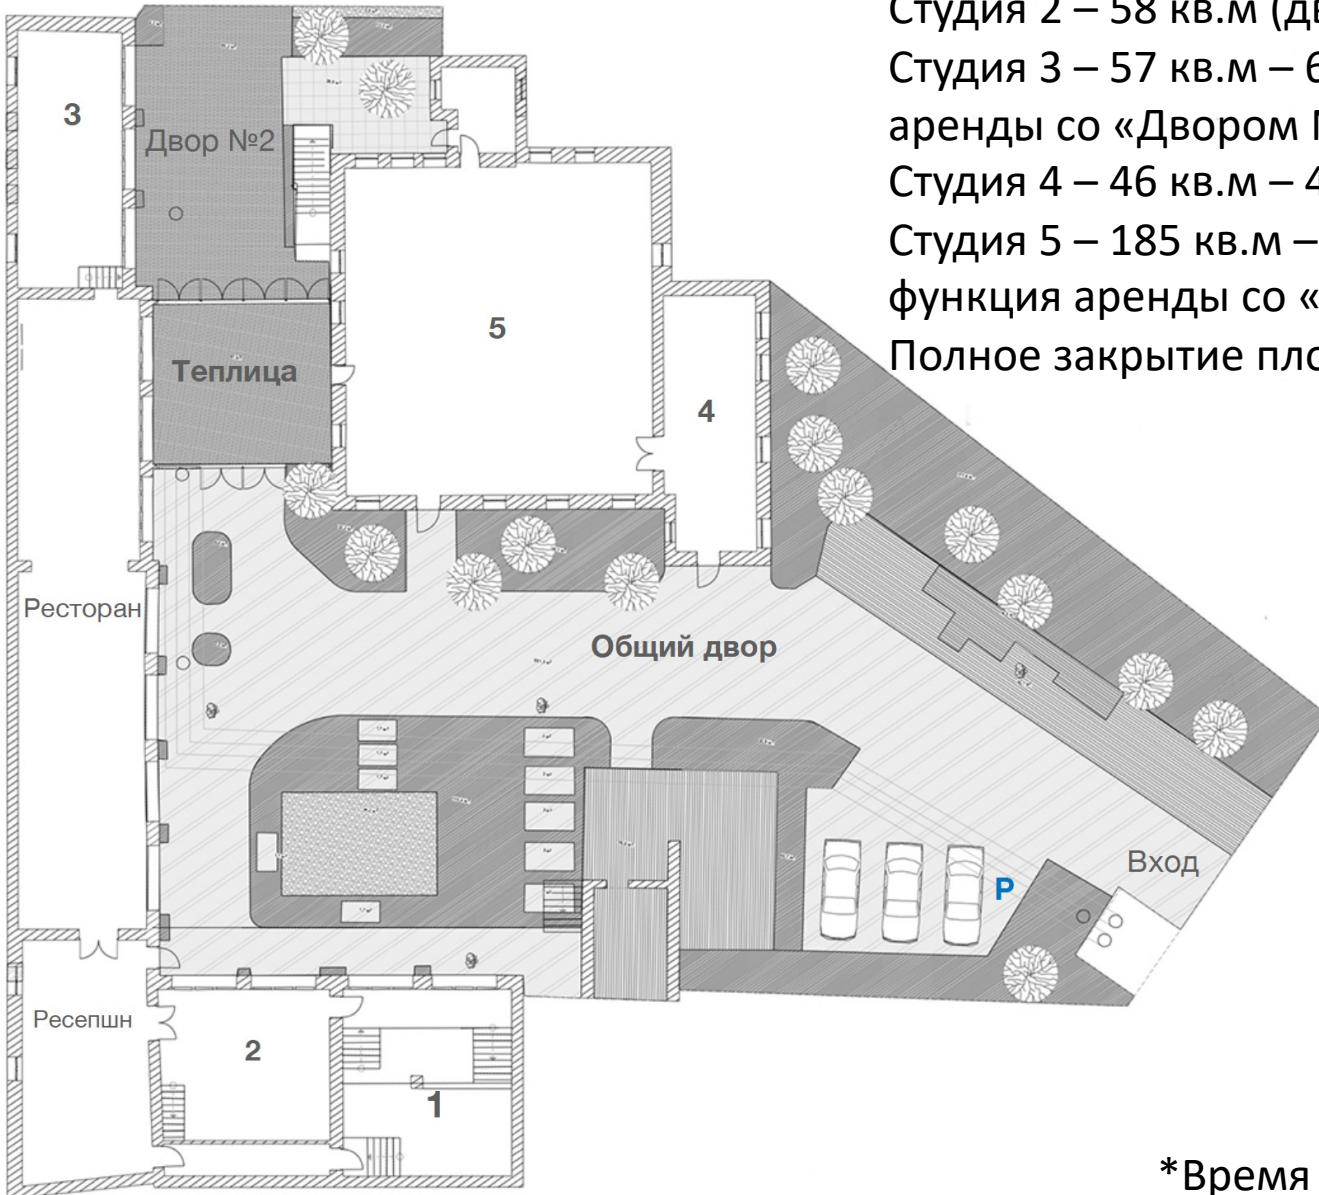 Студия 2 – 58 кв.м (дв
Студия 3 – 57 кв.м – 6
аренды со «Двором
Студия 4 – 46 кв.м – 4
Студия 5 – 185 кв.м –
функция аренды со «
Полное закрытие пло
3
Двор №2
5
Теплица
4
Ресторан
Общий двор
Вход
P
Ресепшн
2
1
*Время